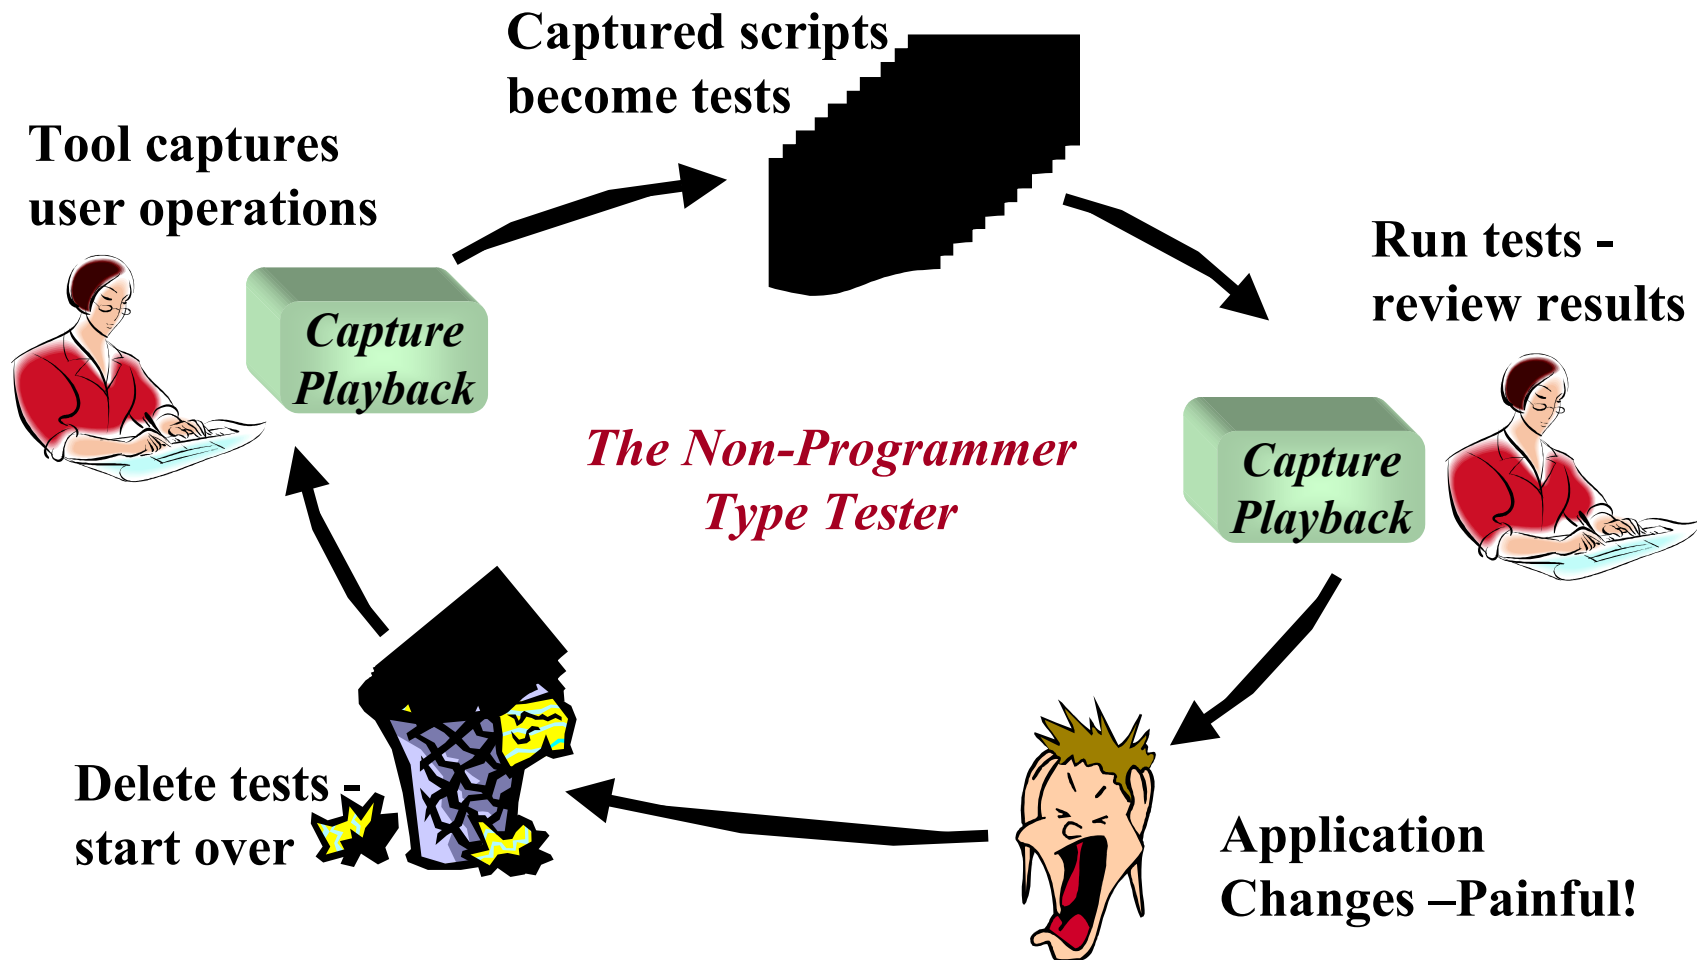 Captured scripts
become tests
Tool captures
user operations
Run tests -
review results
Capture
Playback
The Non-Programmer
Type Tester
Capture
Playback
Delete tests -
start over
Application
Changes –Painful!